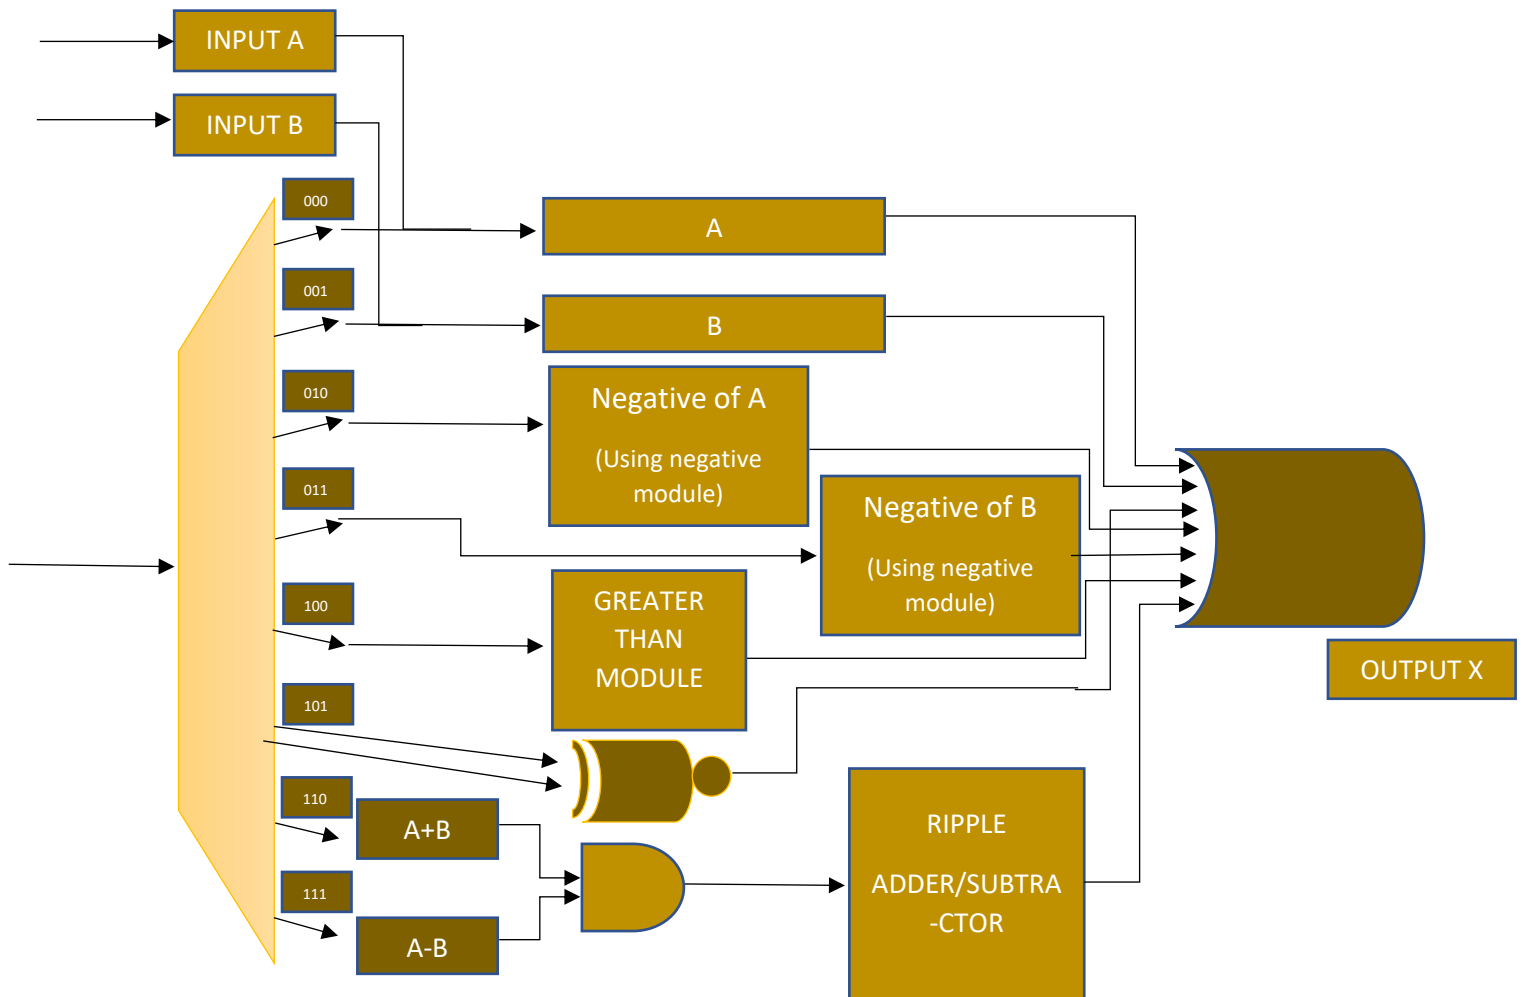 INPUT A
INPUT B
000
A
001
B
010
Negative of A
(Using negative
module)
011
Negative of B
(Using negative
module)
100
GREATER
THAN
MODULE
OUTPUT X
101
110
A+B
RIPPLE
ADDER/SUBTRA
-CTOR
111
A-B